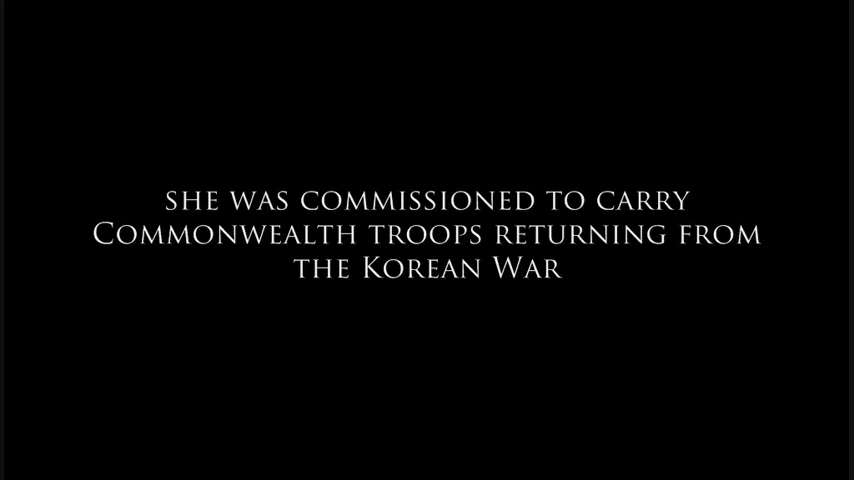 SHE WAS COMMISSIONED TO CARRY
COMMONWEALTH TROOPS RETURNING FROM
THE KOREAN WAR